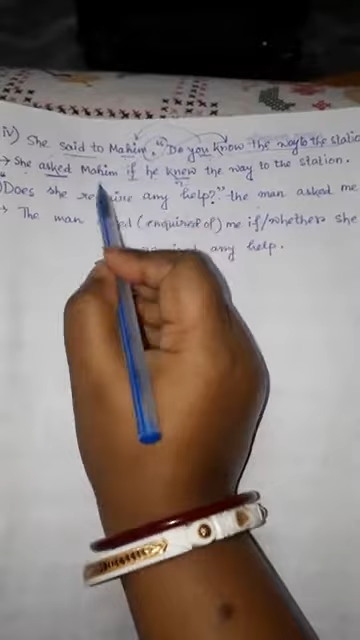 iv) She said to Mahim, "Do you know the way to the
→ She asked Mahim if he knew the way to the station.
) Does she any help?" the man asked me
→ The man (enquired of) me if/whether she
any help.